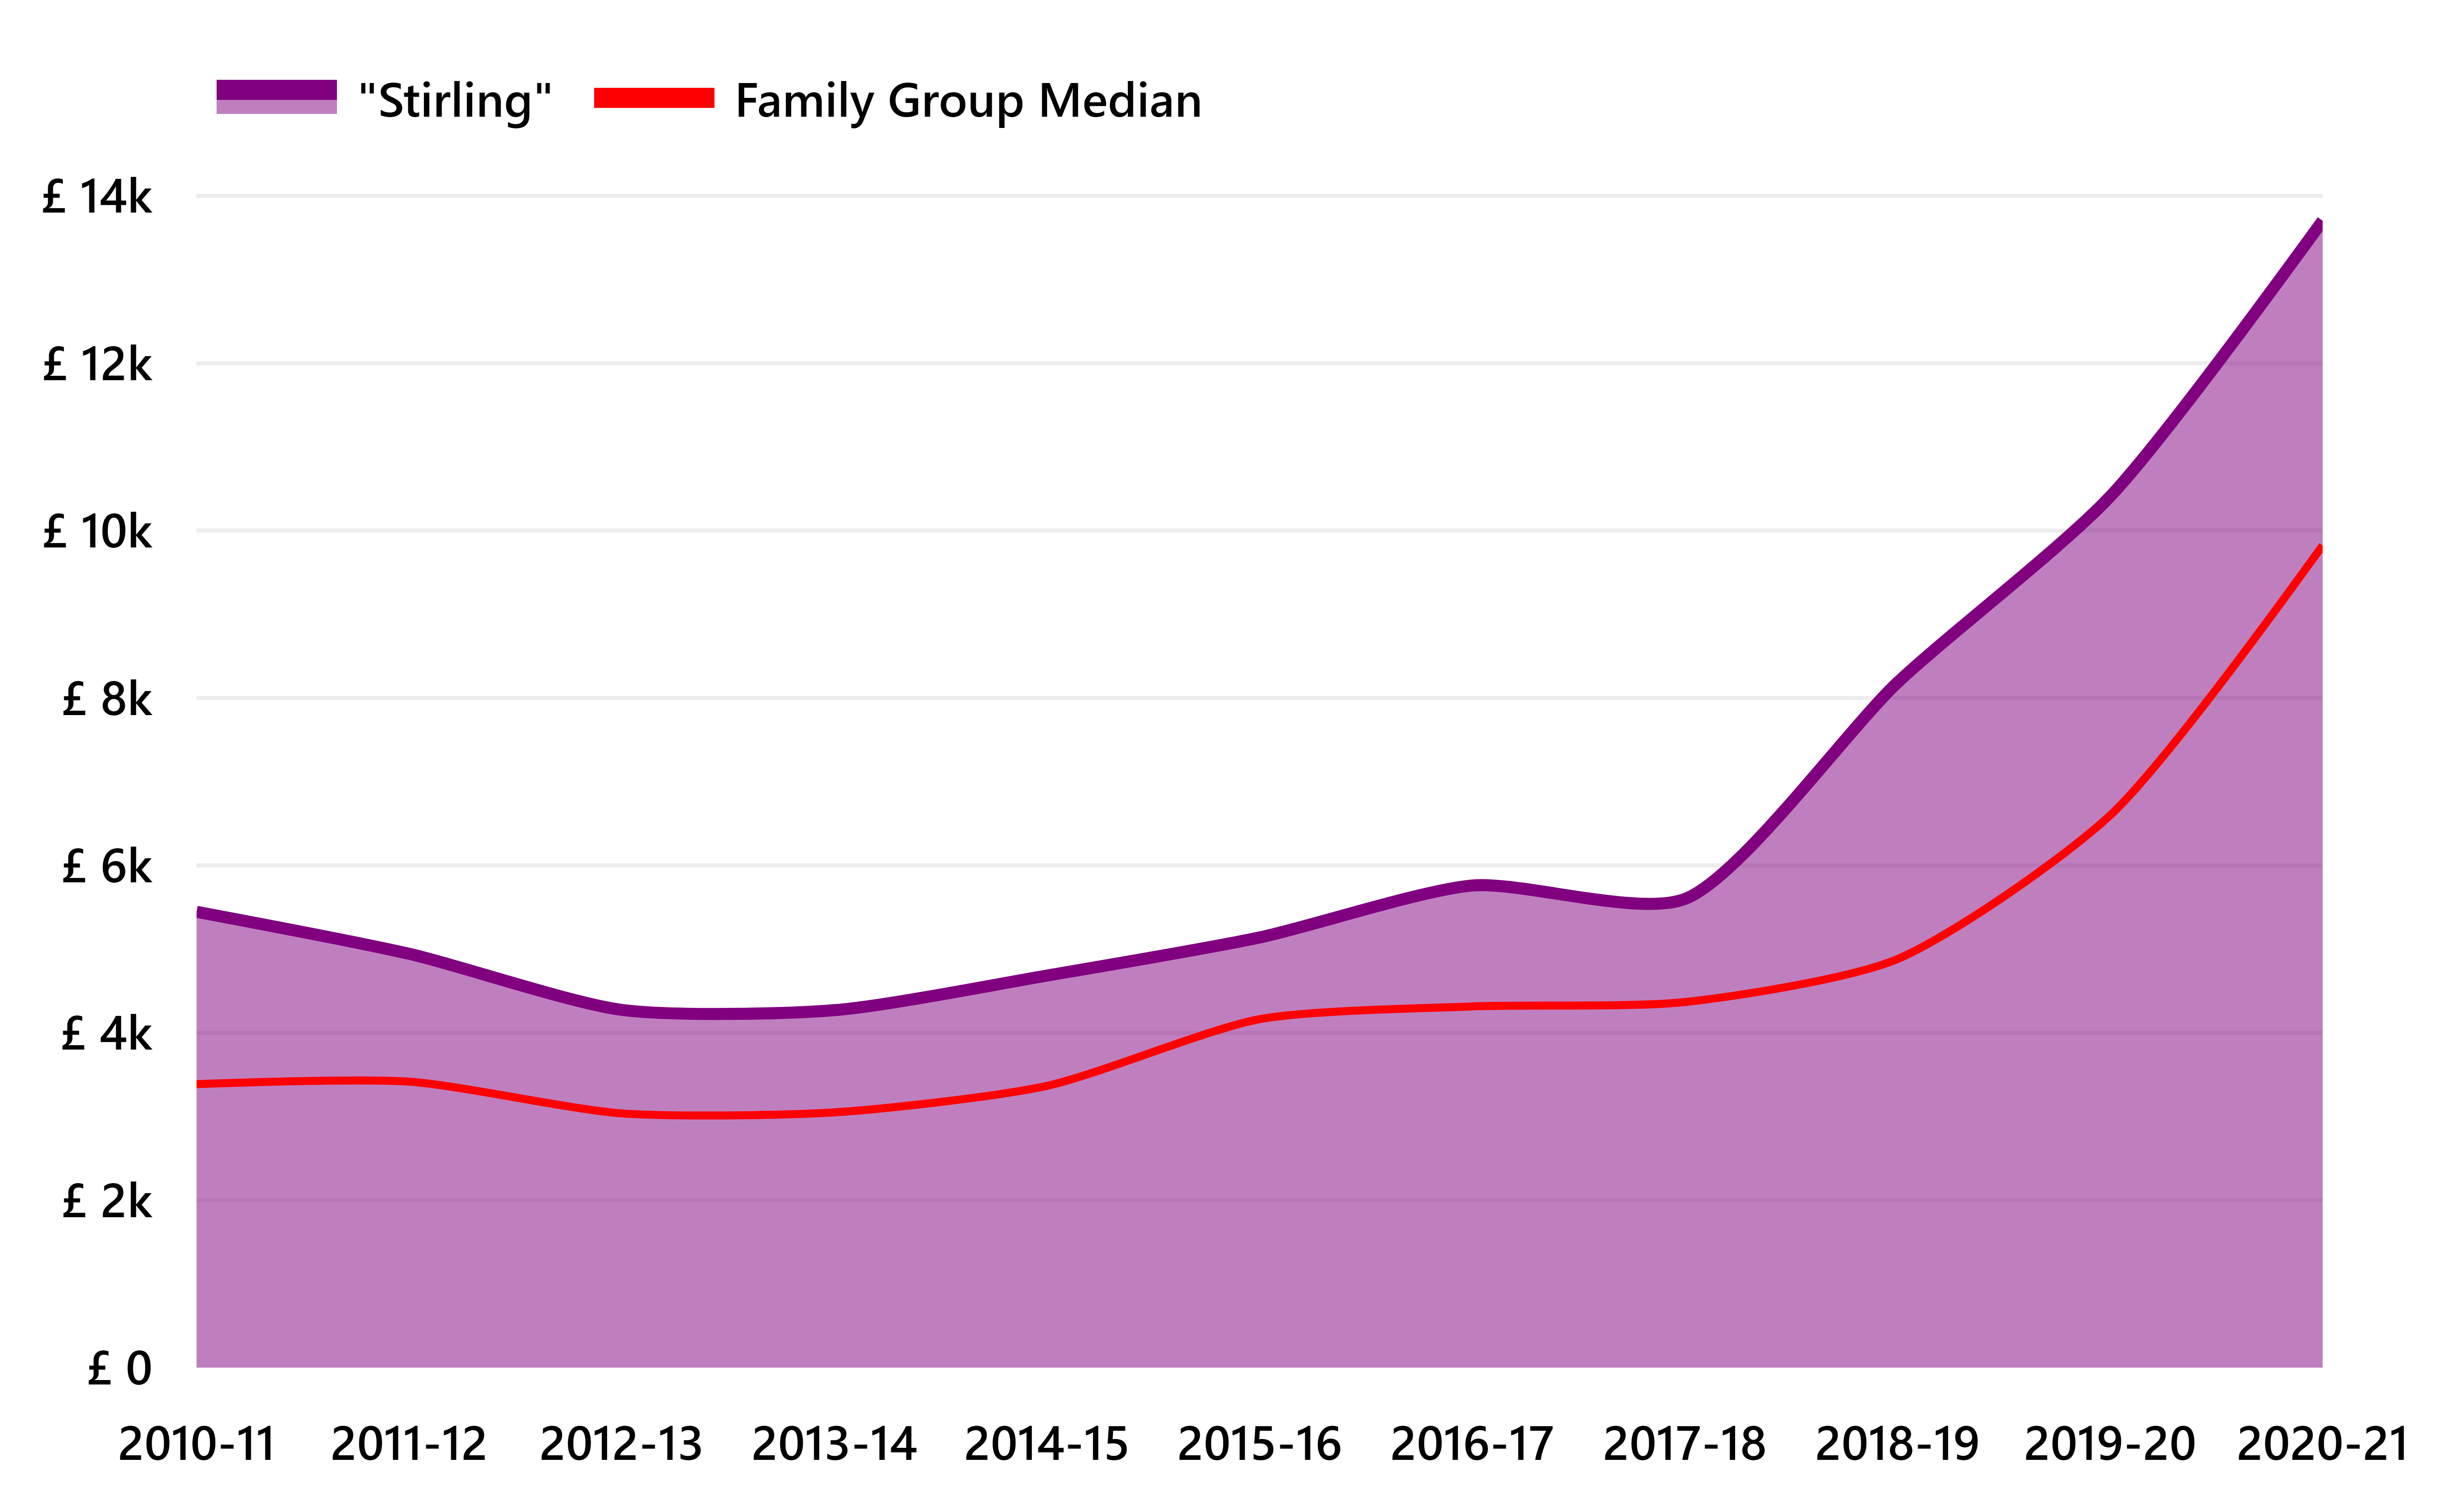 "Stirling" Family Group Median
£ 14k
£ 12k
£ 10k
£ 8k
£ 6k
£ 4k
£ 2k
£ 0
2010-11 2011-12 2012-13 2013-14 2014-15 2015-16 2016-17 2017-18 2018-19 2019-20 2020-21